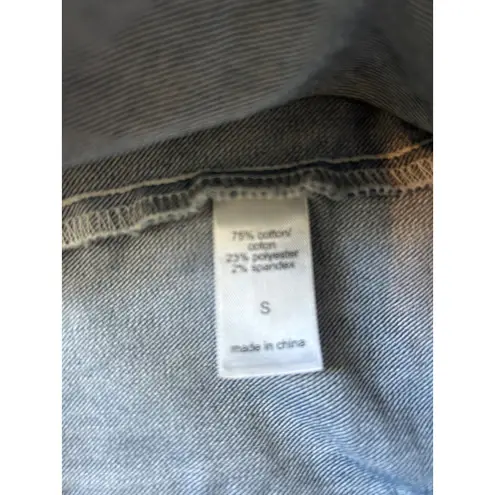 75% cotton/
coton
23% polyester
2% spandex
S
made in china